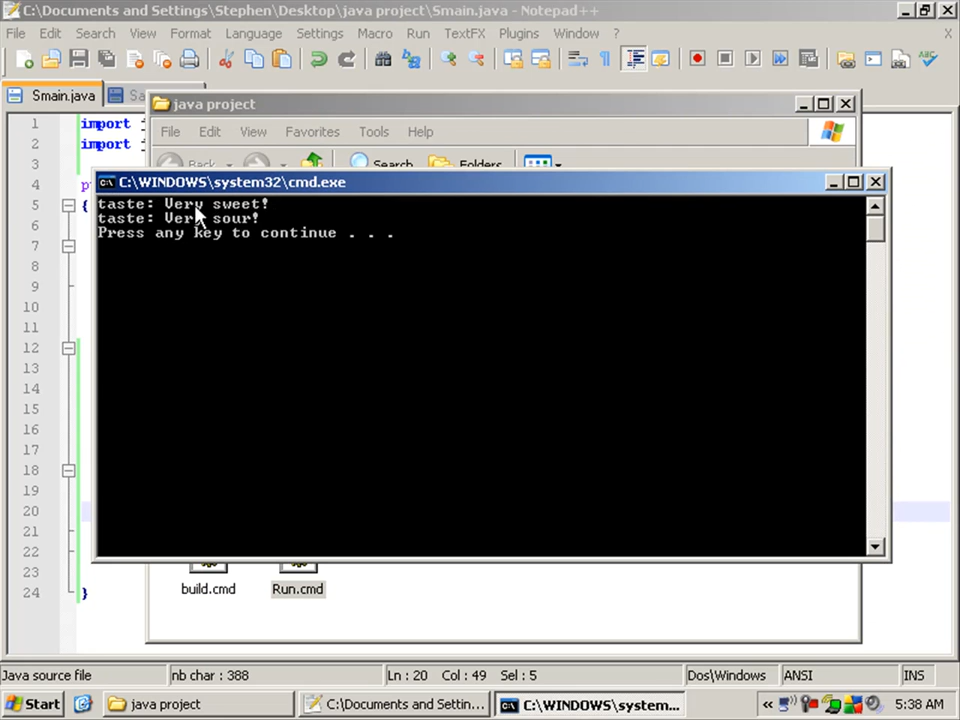 C:\Documents and Settings\Stephen\Desktop\java project\Smain.java - Notepad++
File Edit Search View Format Language Settings Macro Run TextFX Plugins Window ?
Smain.java
java project
1 import
File Edit View Favorites Tools Help
2 import
Back Search Folders
3
C:\WINDOWS\system32\cmd.exe
4
taste: Very sweet!
5 {
taste: Very sour!
6
Press any key to continue . . .
7
8
9
10
11
12
13
14
15
16
17
18
19
20
21
22
23
build.cmd Run.cmd
24 }
Java source file nb char : 388 Ln : 20 Col : 49 Sel : 5 Dos\Windows ANSI INS
Start java project C:\Documents and Settin... C:\WINDOWS\system... « 5:38 AM